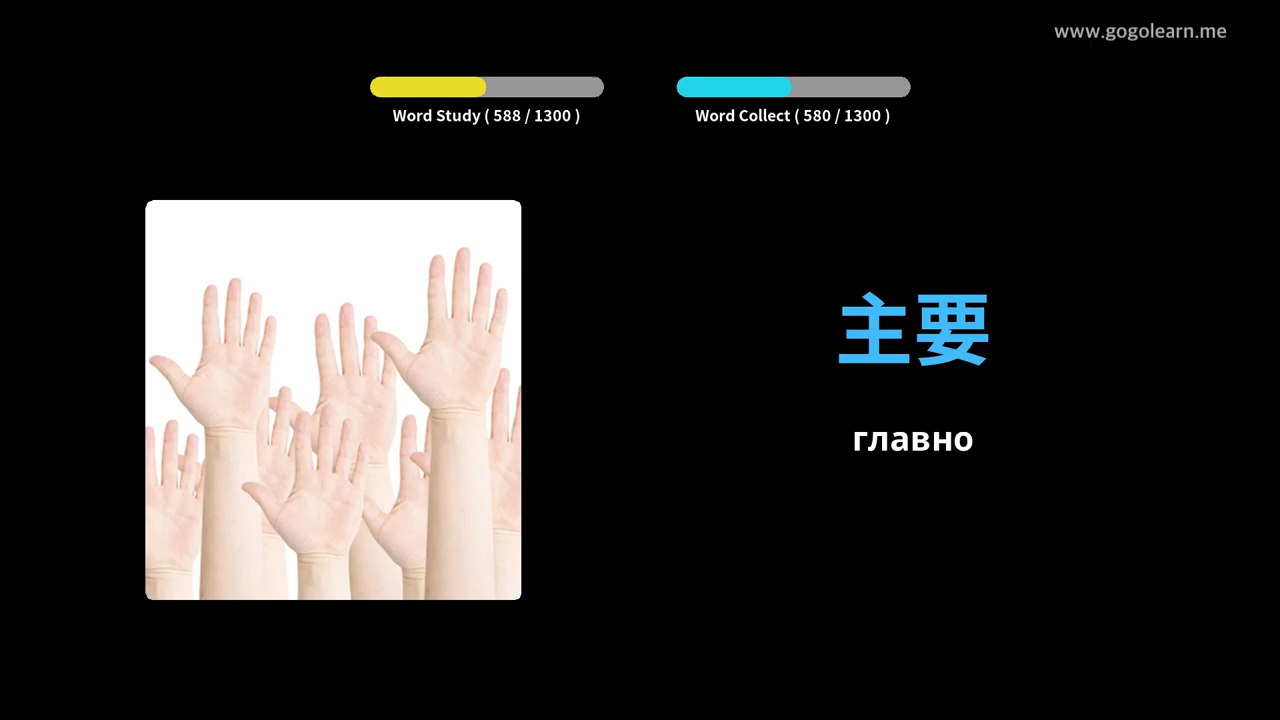 www.gogolearn.me
Word Study ( 588 / 1300 )
Word Collect ( 580 / 1300 )
主要
главно